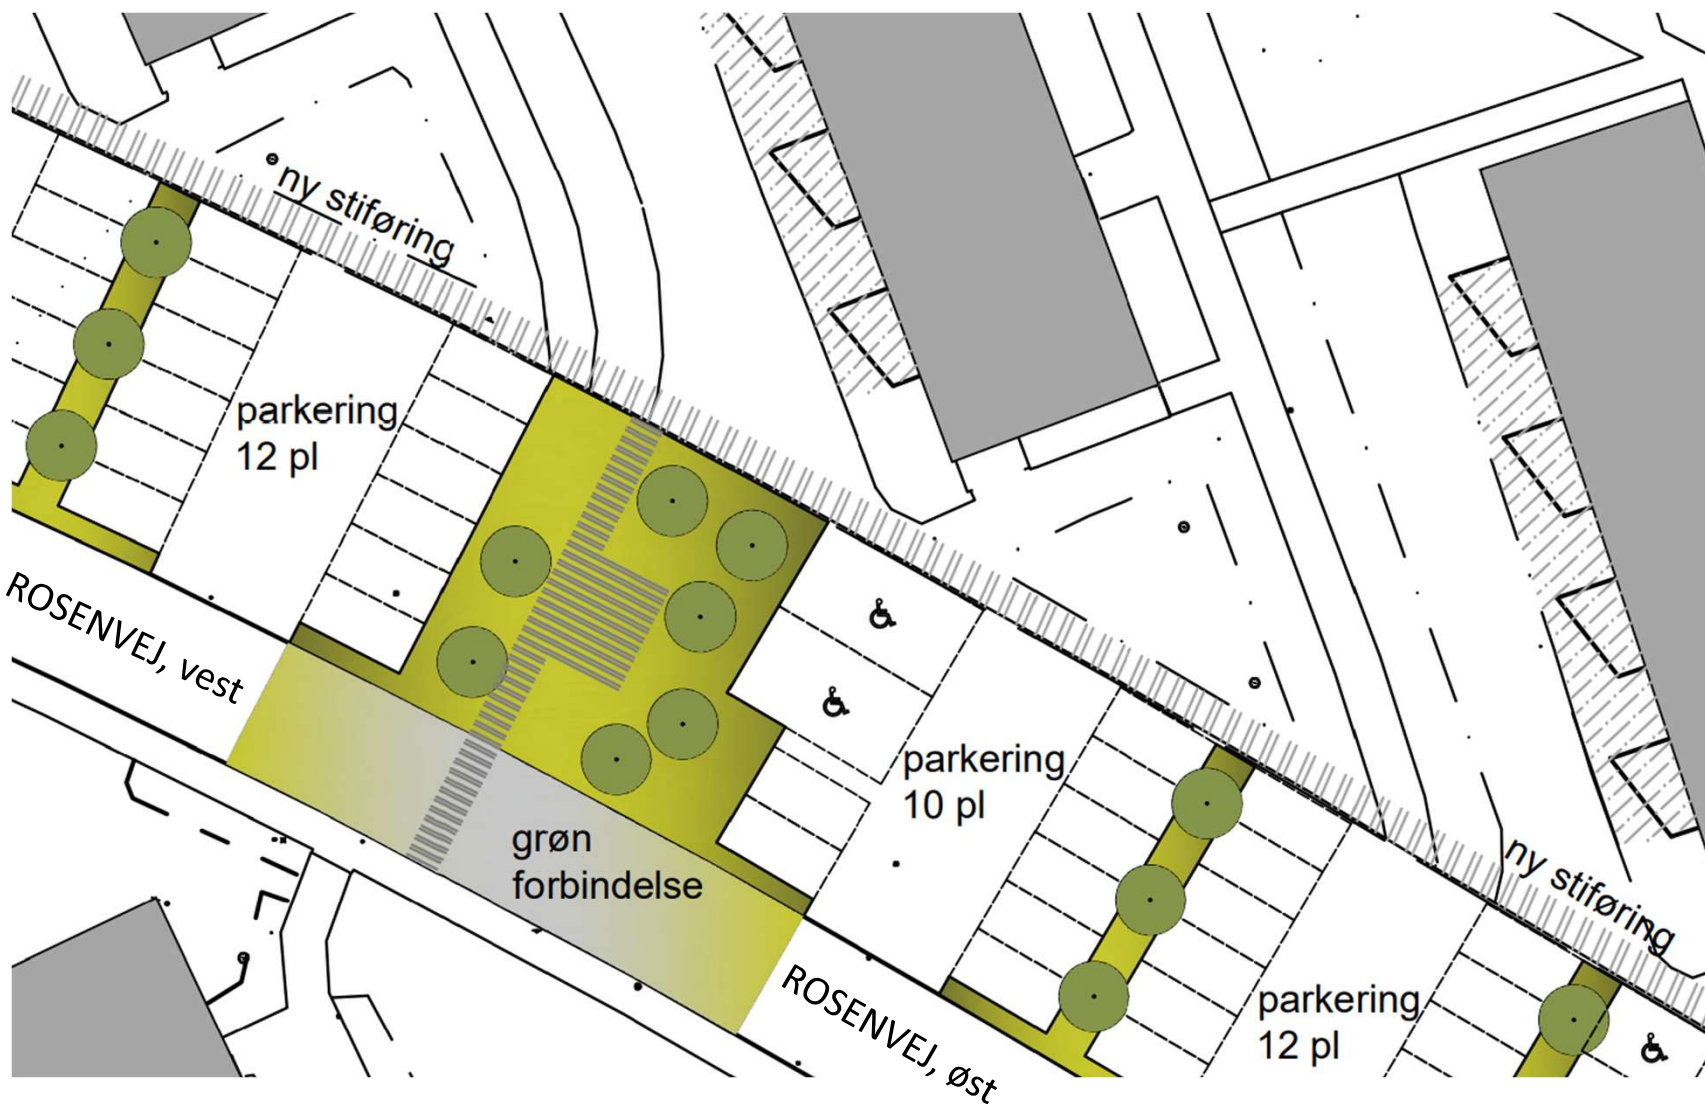 ny stiføring
parkering
12 pl
ROSENVEJ, vest
grøn
forbindelse
parkering
10 pl
ROSENVEJ, øst
ny stiføring
parkering
12 pl